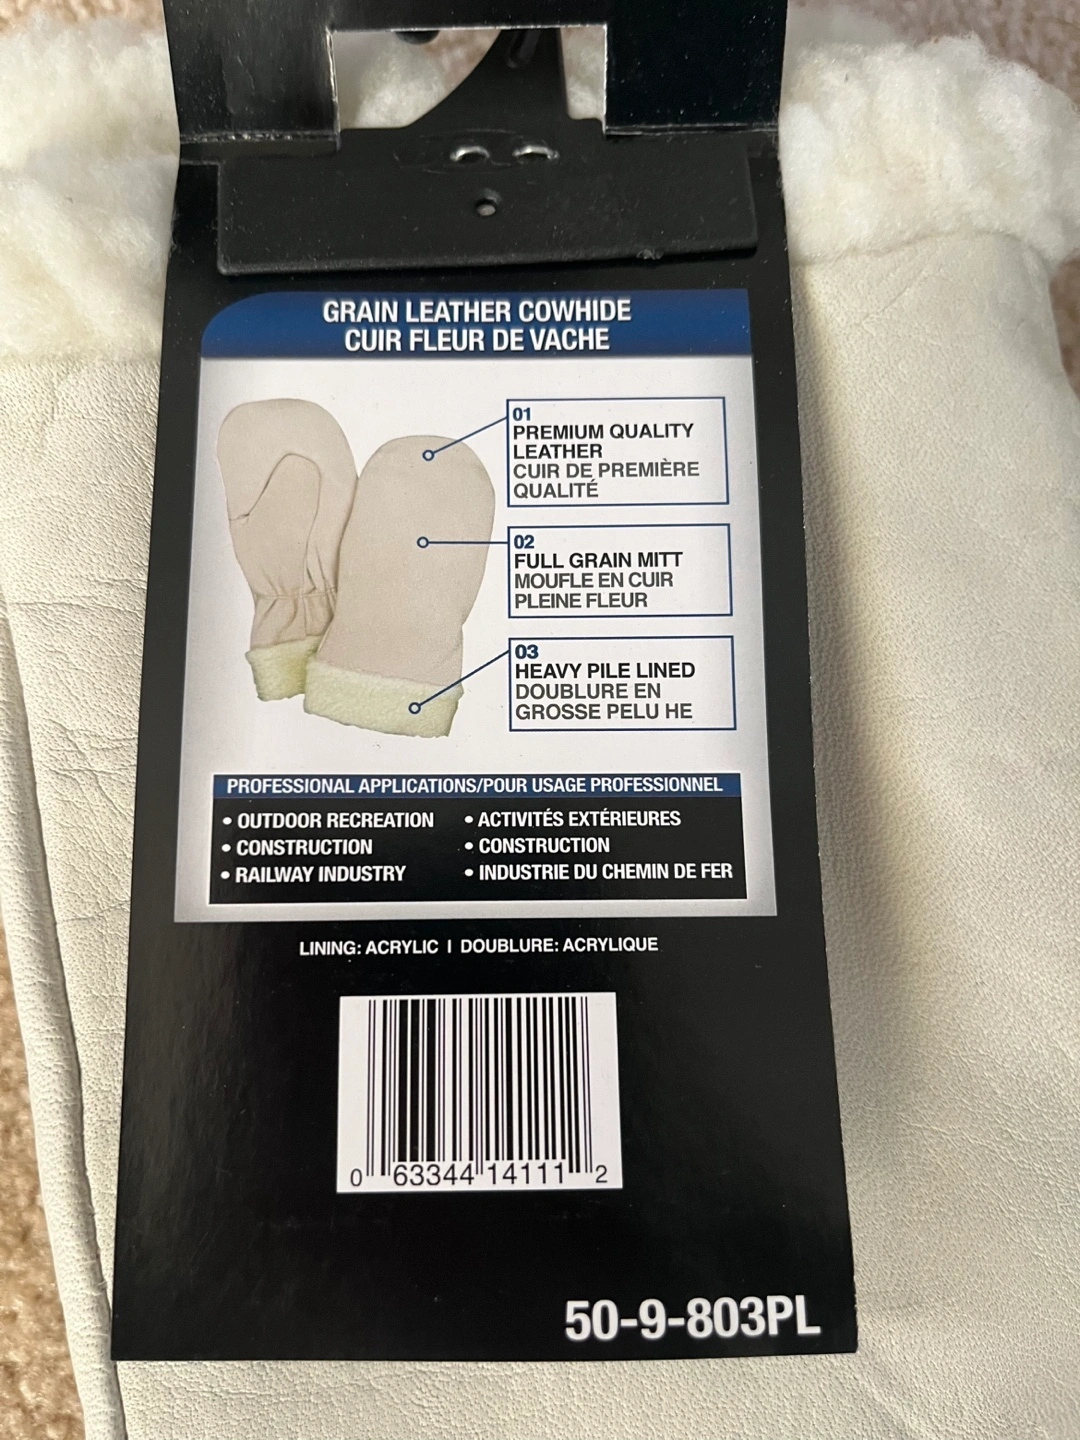 GRAIN LEATHER COWHIDE
CUIR FLEUR DE VACHE
01
PREMIUM QUALITY
LEATHER
CUIR DE PREMIÈRE
QUALITÉ
02
FULL GRAIN MITT
MOUFLE EN CUIR
PLEINE FLEUR
03
HEAVY PILE LINED
DOUBLURE EN
GROSSE PELU HE
PROFESSIONAL APPLICATIONS/POUR USAGE PROFESSIONNEL
• OUTDOOR RECREATION
• CONSTRUCTION
• RAILWAY INDUSTRY
• ACTIVITÉS EXTÉRIEURES
• CONSTRUCTION
• INDUSTRIE DU CHEMIN DE FER
LINING: ACRYLIC | DOUBLURE: ACRYLIQUE
0 63344 14111 2
50-9-803PL